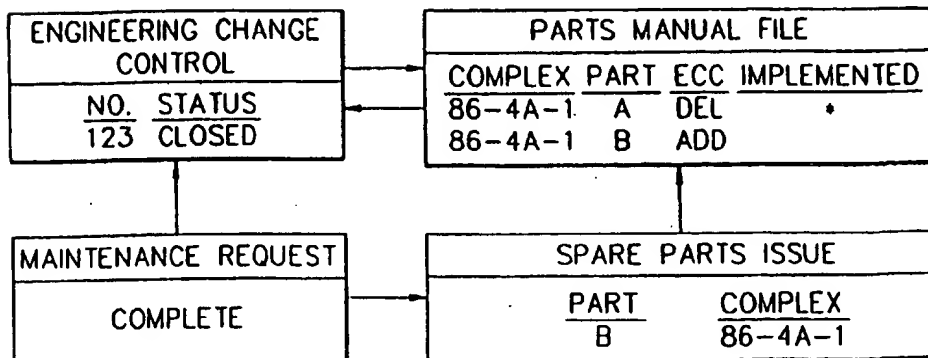 ENGINEERING CHANGE
CONTROL
NO. STATUS
123 CLOSED
PARTS MANUAL FILE
COMPLEX PART ECC IMPLEMENTED
86-4A-1 A DEL *
86-4A-1 B ADD
MAINTENANCE REQUEST
COMPLETE
SPARE PARTS ISSUE
PART COMPLEX
B 86-4A-1